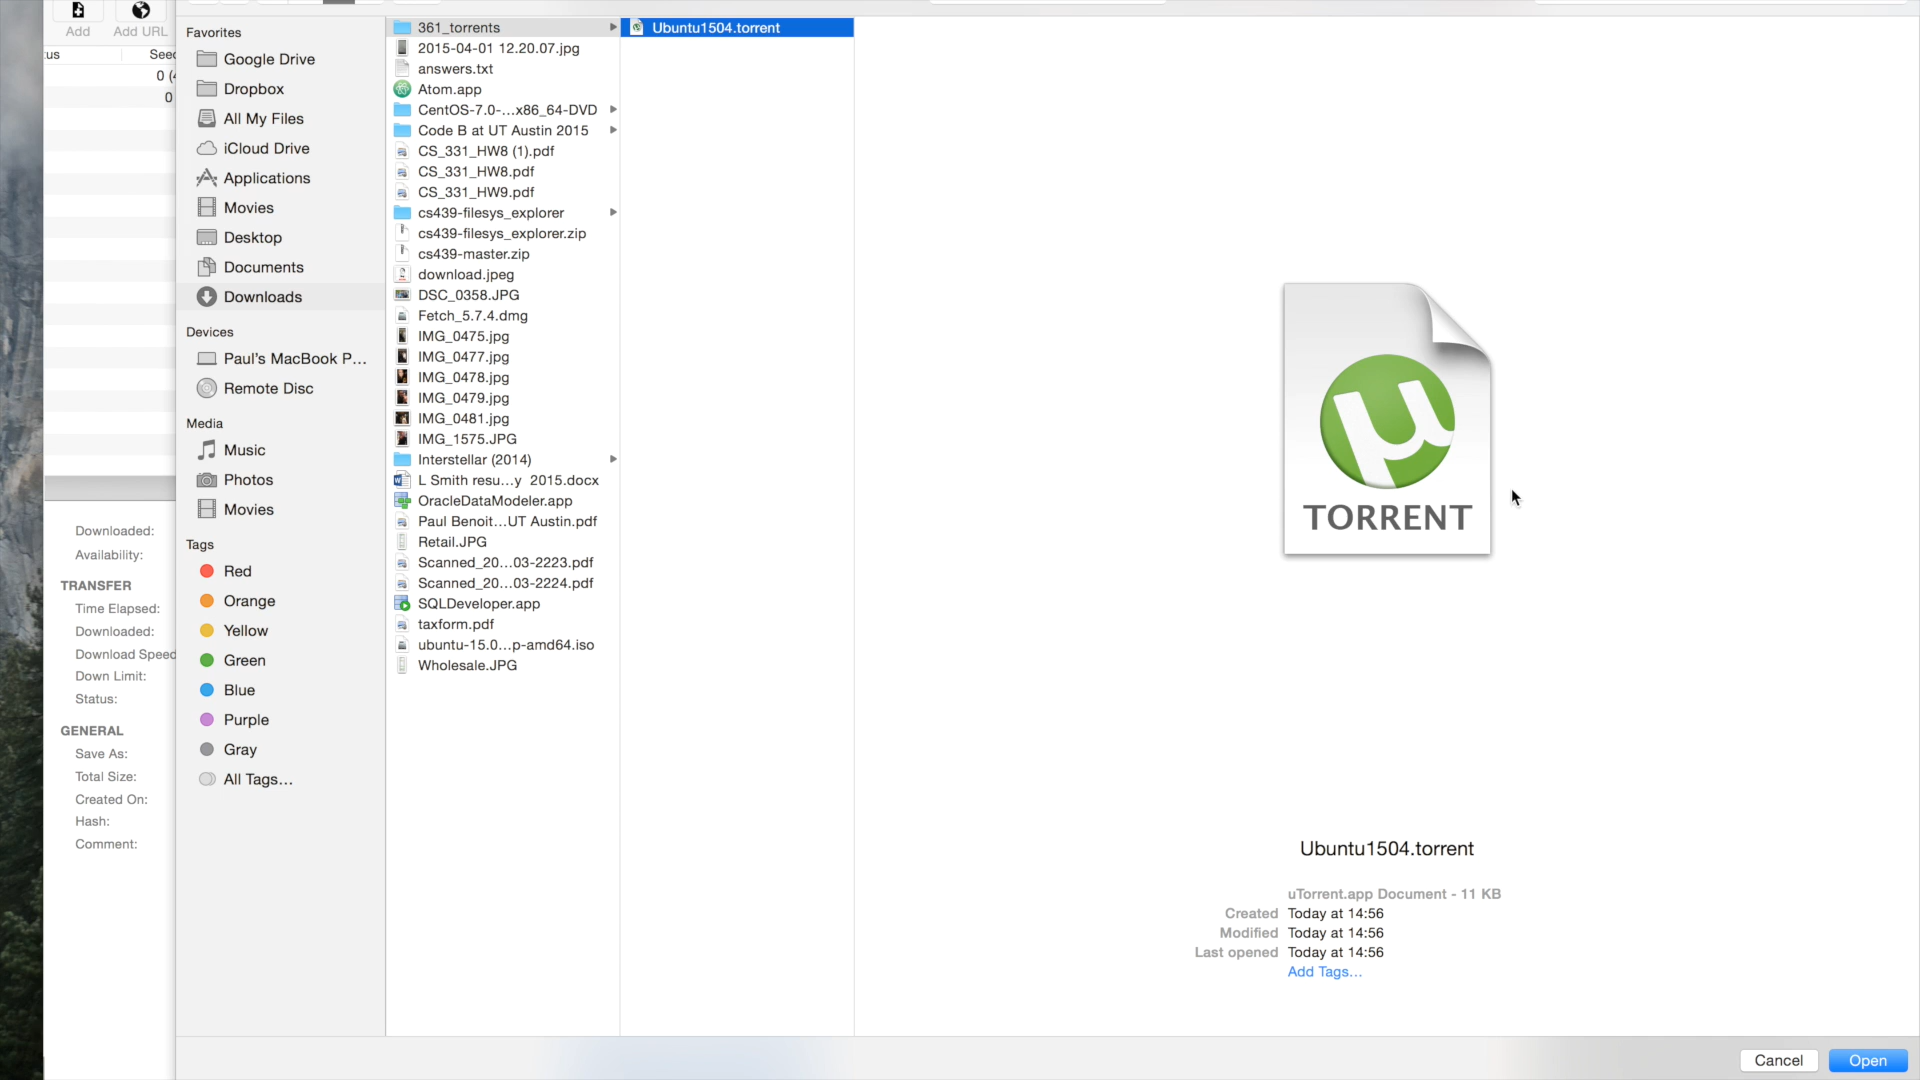 Add
Add URL
us
See
0 (4
0
Downloaded:
Availability:
TRANSFER
Time Elapsed:
Downloaded:
Download Speed
Down Limit:
Status:
GENERAL
Save As:
Total Size:
Created On:
Hash:
Comment:
Favorites
Google Drive
Dropbox
All My Files
iCloud Drive
Applications
Movies
Desktop
Documents
Downloads
Devices
Paul's MacBook P...
Remote Disc
Media
Music
Photos
Movies
Tags
Red
Orange
Yellow
Green
Blue
Purple
Gray
All Tags...
361_torrents
2015-04-01 12.20.07.jpg
answers.txt
Atom.app
CentOS-7.0-...x86_64-DVD
Code B at UT Austin 2015
CS_331_HW8 (1).pdf
CS_331_HW8.pdf
CS_331_HW9.pdf
cs439-filesys_explorer
cs439-filesys_explorer.zip
cs439-master.zip
download.jpeg
DSC_0358.JPG
Fetch_5.7.4.dmg
IMG_0475.jpg
IMG_0477.jpg
IMG_0478.jpg
IMG_0479.jpg
IMG_0481.jpg
IMG_1575.JPG
Interstellar (2014)
L Smith resu...y 2015.docx
OracleDataModeler.app
Paul Benoit...UT Austin.pdf
Retail.JPG
Scanned_20...03-2223.pdf
Scanned_20...03-2224.pdf
SQLDeveloper.app
taxform.pdf
ubuntu-15.0...p-amd64.iso
Wholesale.JPG
Ubuntu1504.torrent
TORRENT
Ubuntu1504.torrent
uTorrent.app Document - 11 KB
Created Today at 14:56
Modified Today at 14:56
Last opened Today at 14:56
Add Tags...
Cancel
Open